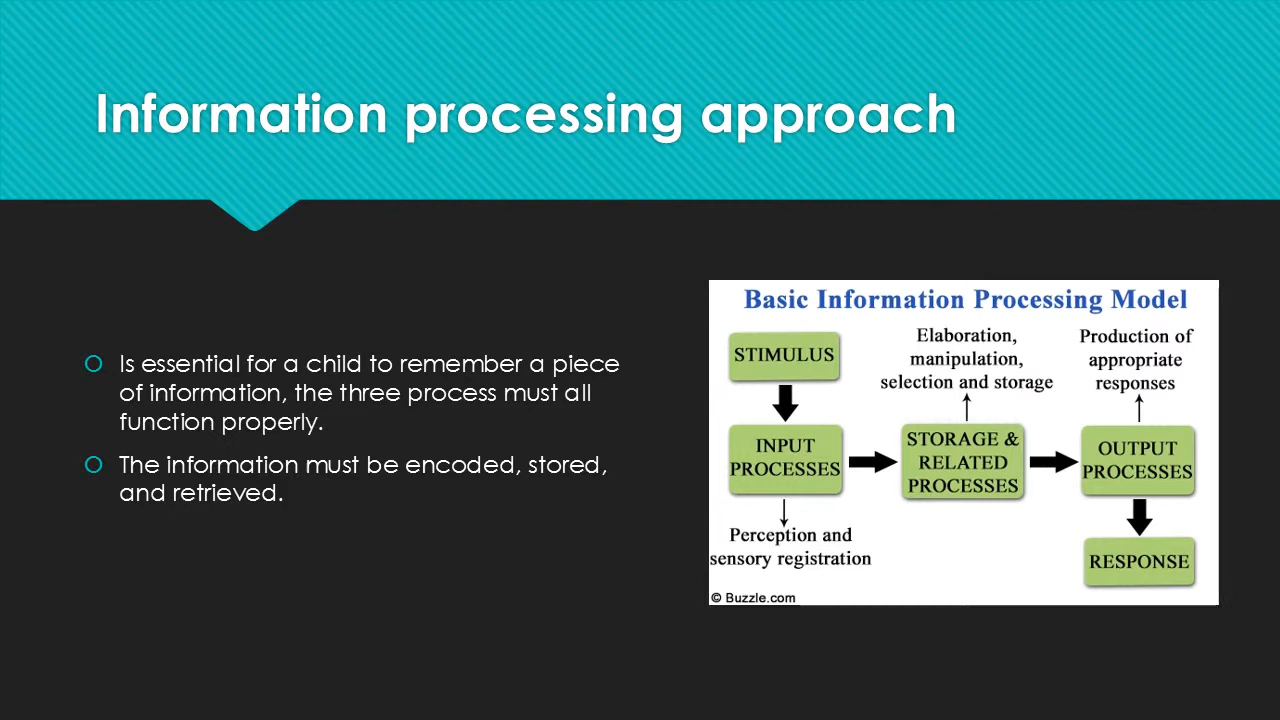 Information processing approach
Is essential for a child to remember a piece
of information, the three process must all
function properly.
The information must be encoded, stored,
and retrieved.
Basic Information Processing Model
STIMULUS
Elaboration,
manipulation,
selection and storage
Production of
appropriate
responses
INPUT
PROCESSES
STORAGE &
RELATED
PROCESSES
OUTPUT
PROCESSES
Perception and
sensory registration
RESPONSE
© Buzzle.com